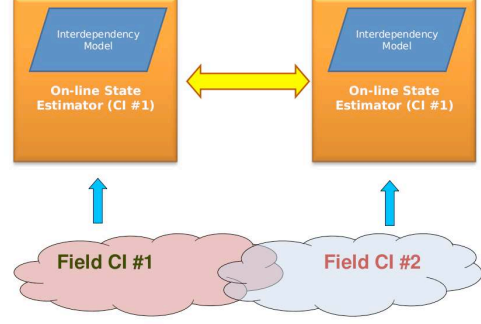 Interdependency
Model
On-line State
Estimator (CI #1)
Interdependency
Model
On-line State
Estimator (CI #1)
Field CI #1
Field CI #2